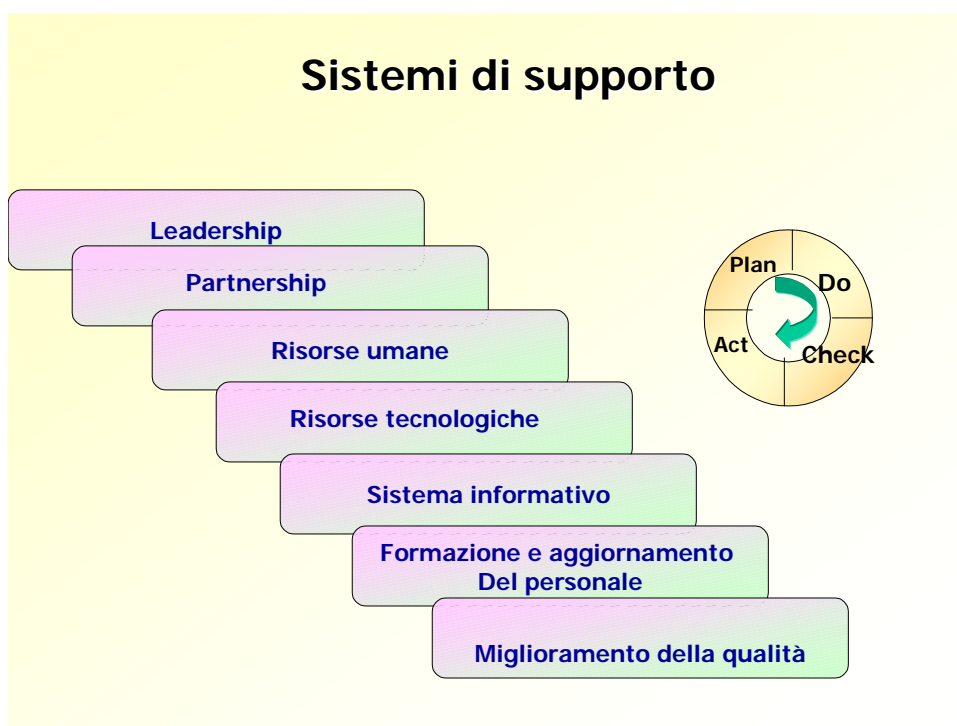 Sistemi di supporto
Leadership
Partnership
Risorse umane
Risorse tecnologiche
Sistema informativo
Formazione e aggiornamento
Del personale
Miglioramento della qualità
Plan
Do
Act
Check